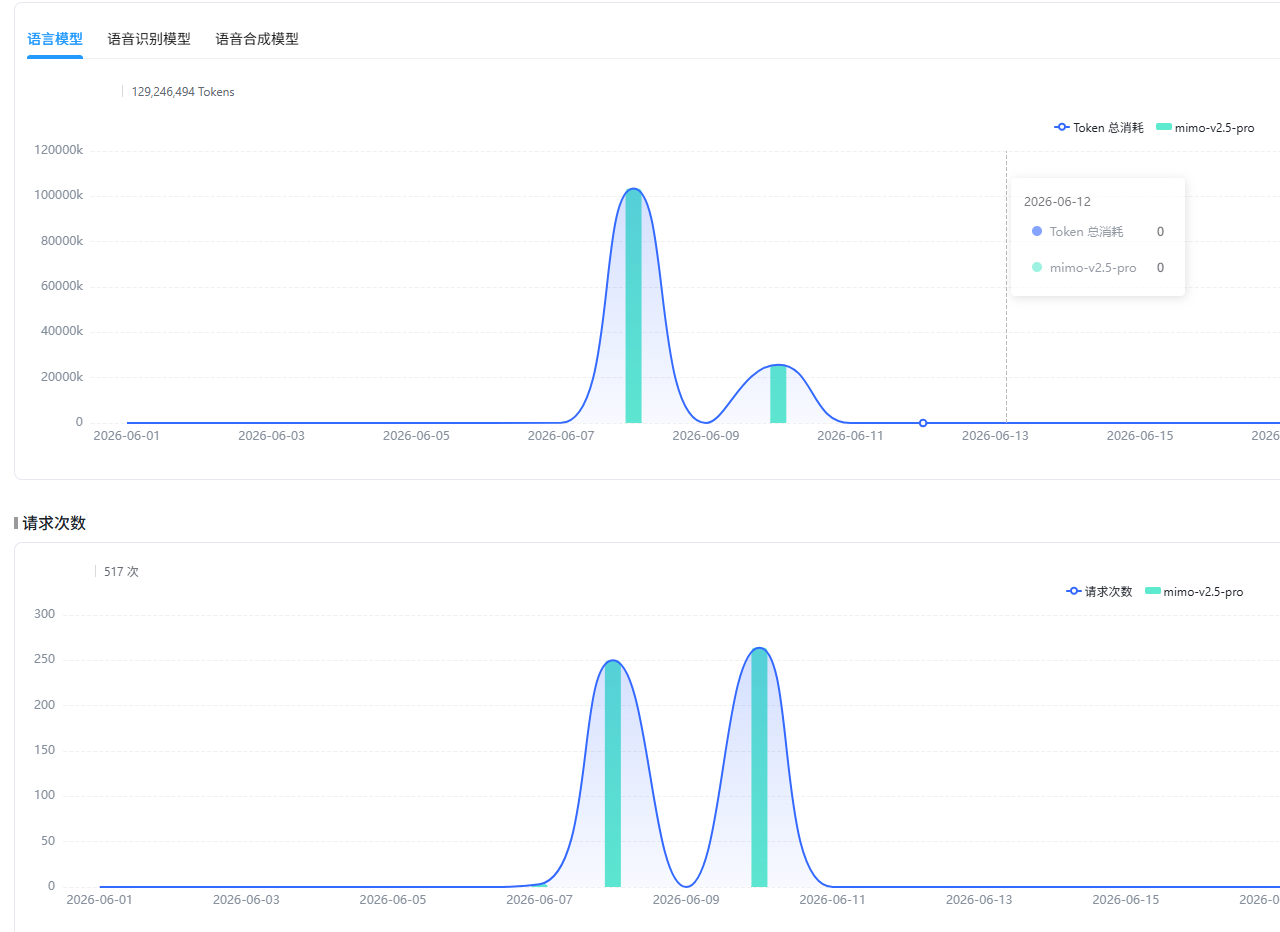 语言模型 语音识别模型 语音合成模型
129,246,494 Tokens
Token 总消耗 mimo-v2.5-pro
120000k
100000k
80000k
60000k
40000k
20000k
0
2026-06-12
Token 总消耗 0
mimo-v2.5-pro 0
2026-06-01 2026-06-03 2026-06-05 2026-06-07 2026-06-09 2026-06-11 2026-06-13 2026-06-15 2026
请求次数
517 次
请求次数 mimo-v2.5-pro
300
250
200
150
100
50
0
2026-06-01 2026-06-03 2026-06-05 2026-06-07 2026-06-09 2026-06-11 2026-06-13 2026-06-15 2026-0